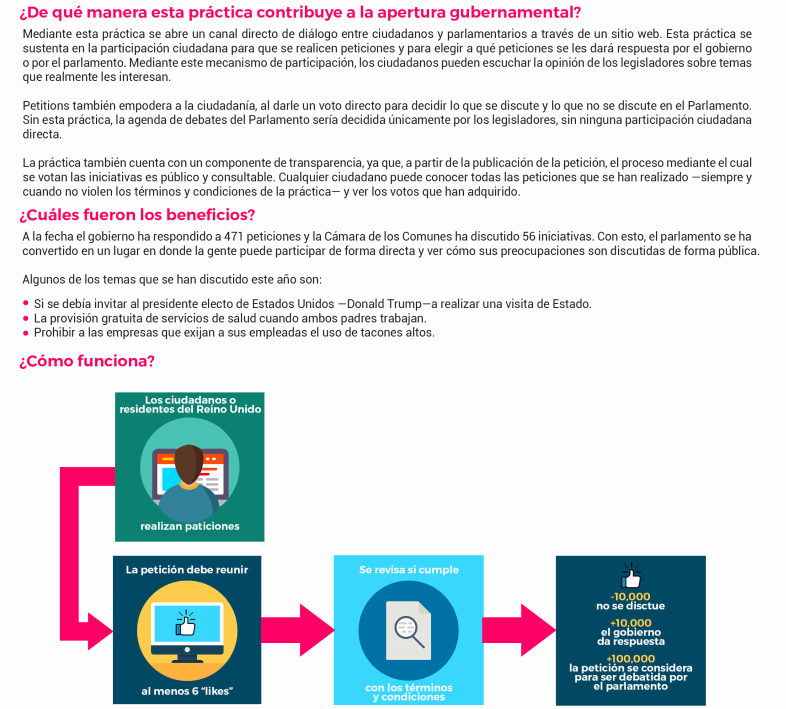 ¿De qué manera esta práctica contribuye a la apertura gubernamental?
Mediante esta práctica se abre un canal directo de diálogo entre ciudadanos y parlamentarios a través de un sitio web. Esta práctica se
sustenta en la participación ciudadana para que se realicen peticiones y para elegir a qué peticiones se les dará respuesta por el gobierno
o por el parlamento. Mediante este mecanismo de participación, los ciudadanos pueden escuchar la opinión de los legisladores sobre temas
que realmente les interesan.
Petitions también empodera a la ciudadanía, al darle un voto directo para decidir lo que se discute y lo que no se discute en el Parlamento.
Sin esta práctica, la agenda de debates del Parlamento sería decidida únicamente por los legisladores, sin ninguna participación ciudadana
directa.
La práctica también cuenta con un componente de transparencia, ya que, a partir de la publicación de la petición, el proceso mediante el cual
se votan las iniciativas es público y consultable. Cualquier ciudadano puede conocer todas las peticiones que se han realizado —siempre y
cuando no violen los términos y condiciones de la práctica— y ver los votos que han adquirido.
¿Cuáles fueron los beneficios?
A la fecha el gobierno ha respondido a 471 peticiones y la Cámara de los Comunes ha discutido 56 iniciativas. Con esto, el parlamento se ha
convertido en un lugar en donde la gente puede participar de forma directa y ver cómo sus preocupaciones son discutidas de forma pública.
Algunos de los temas que se han discutido este año son:
• Si se debía invitar al presidente electo de Estados Unidos —Donald Trump—a realizar una visita de Estado.
• La provisión gratuita de servicios de salud cuando ambos padres trabajan.
• Prohibir a las empresas que exijan a sus empleadas el uso de tacones altos.
¿Cómo funciona?
Los ciudadanos o
residentes del Reino Unido
realizan paticiones
La petición debe reunir
al menos 6 “likes”
Se revisa si cumple
con los términos
y condiciones
-10,000
no se disctue
+10,000
el gobierno
da respuesta
+100,000
la petición se considera
para ser debatida por
el parlamento